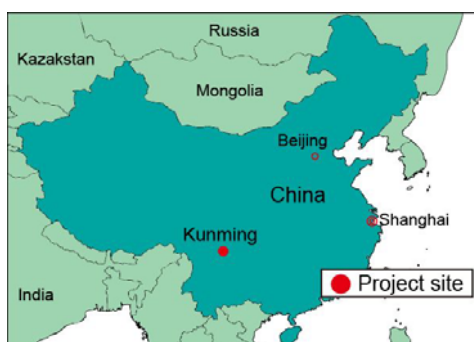 Russia
Kazakstan
Mongolia
Beijing
China
Shanghai
Kunming
India
Project site